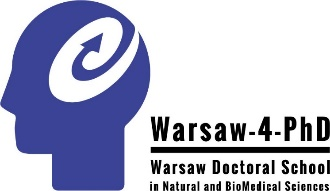 Warsaw-4-PhD
Warsaw Doctoral School
in Natural and BioMedical Sciences